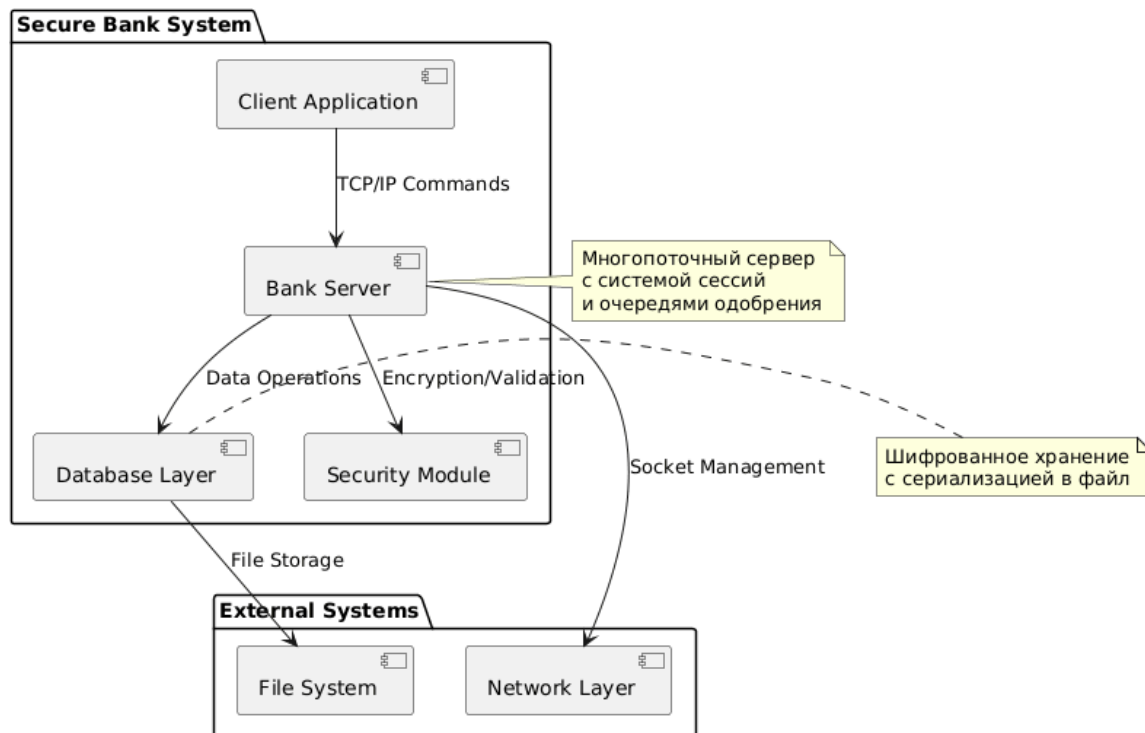 Secure Bank System
Client Application
TCP/IP Commands
Bank Server
Многопоточный сервер
с системой сессий
и очередями одобрения
Data Operations
Encryption/Validation
Database Layer
Security Module
Socket Management
Шифрованное хранение
с сериализацией в файл
File Storage
External Systems
File System
Network Layer